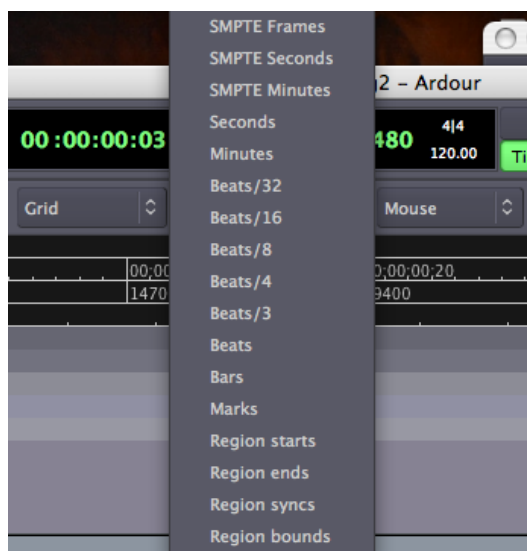 SMPTE Frames
SMPTE Seconds
2 – Ardour
SMPTE Minutes
Seconds
4|4
00:00:00:03
480
120.00
Ti
Minutes
Beats/32
Grid
Mouse
Beats/16
Beats/8
00;00
0;00;00;20
Beats/4
1470
9400
Beats/3
Beats
Bars
Marks
Region starts
Region ends
Region syncs
Region bounds